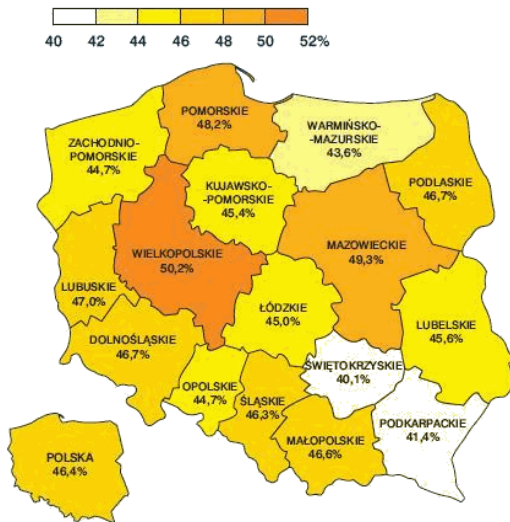 40 42 44 46 48 50 52%
POMORSKIE
48,2%
WARMIŃSKO-
-MAZURSKIE
43,6%
ZACHODNIO-
POMORSKIE
44,7%
PODLASKIE
46,7%
KUJAWSKO-
-POMORSKIE
45,4%
WIELKOPOLSKIE
50,2%
MAZOWIECKIE
49,3%
LUBUSKIE
47,0%
ŁÓDZKIE
45,0%
LUBELSKIE
45,6%
DOLNOŚLĄSKIE
46,7%
ŚWIĘTOKRZYSKIE
40,1%
OPOLSKIE
44,7%
ŚLĄSKIE
46,3%
PODKARPACKIE
41,4%
MAŁOPOLSKIE
46,6%
POLSKA
46,4%